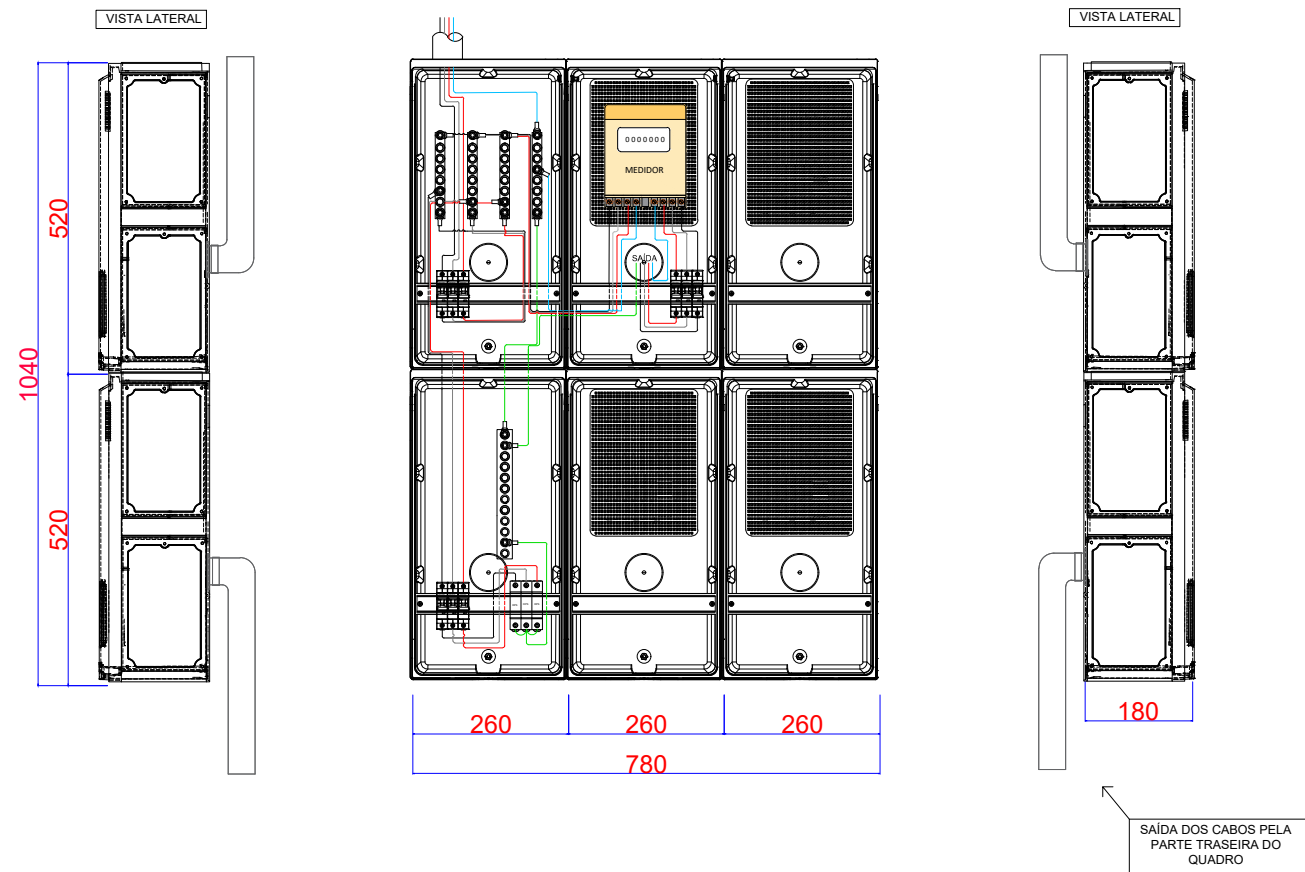 VISTA LATERAL
VISTA LATERAL
0000000
MEDIDOR
SAÍDA
520
1040
520
260
260
260
780
180
SAÍDA DOS CABOS PELA
PARTE TRASEIRA DO
QUADRO